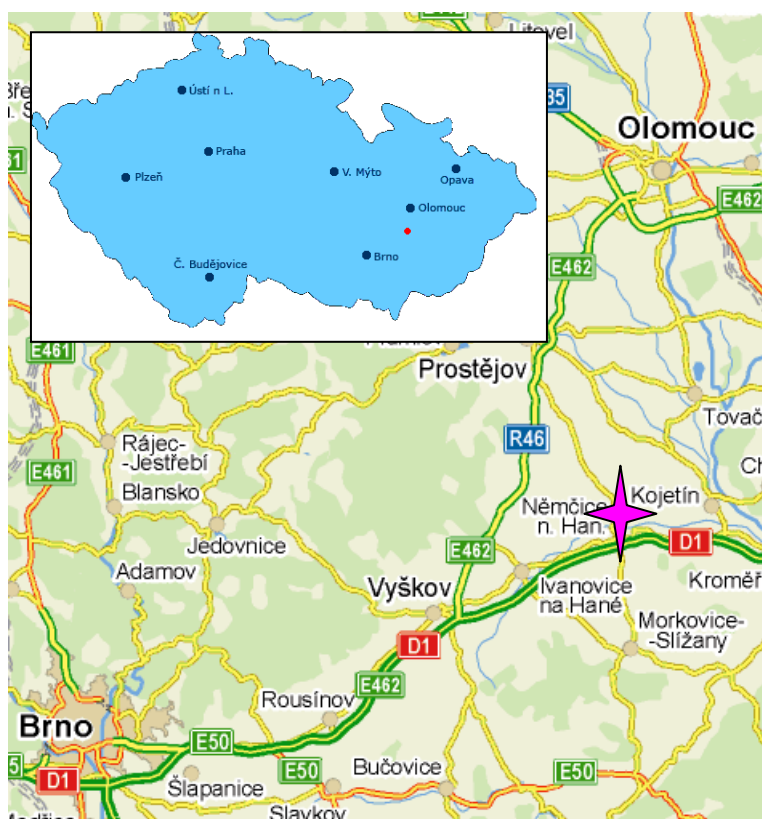 Litovel
35
Olomouc
E462
E462
Ústí n L.
Praha
Plzeň
V. Mýto
Opava
Olomouc
Brno
Č. Budějovice
E461
Prostějov
Tovač
R46
Rájec-
-Jestřebí
E461
Blansko
Kojetín
Němčice
n. Han.
Jedovnice
E462
D1
Adamov
Ivanovice
na Hané
Kroměř
Vyškov
Morkovice-
-Slížany
D1
E462
Rousínov
Brno
E50
D1
Šlapanice
E50
Bučovice
E50
Slavkov